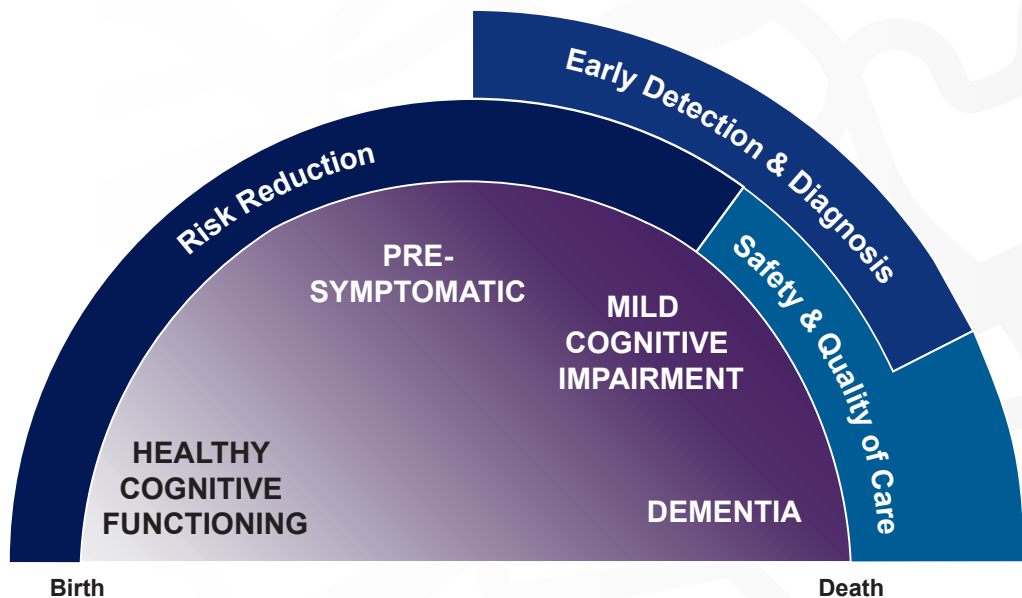 Early Detection & Diagnosis
Risk Reduction
Safety & Quality of Care
PRE-
SYMPTOMATIC
MILD
COGNITIVE
IMPAIRMENT
HEALTHY
COGNITIVE
FUNCTIONING
DEMENTIA
Birth
Death